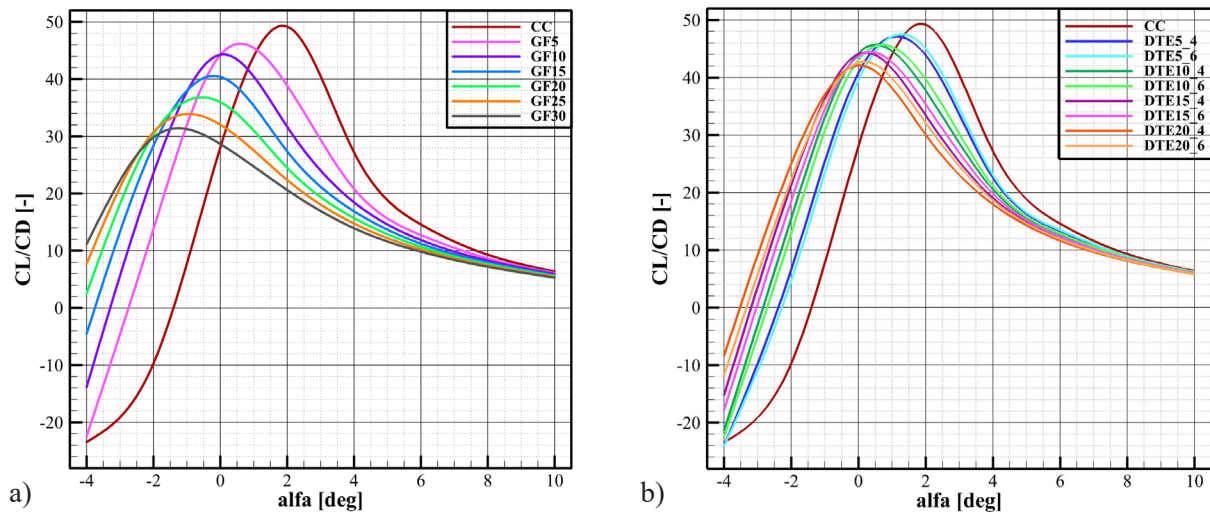 CL/CD [-]
50
40
30
20
10
0
-10
-20
-4 -2 0 2 4 6 8 10
alfa [deg]
CC
GF5
GF10
GF15
GF20
GF25
GF30
a)
CL/CD [-]
50
40
30
20
10
0
-10
-20
-4 -2 0 2 4 6 8 10
alfa [deg]
CC
DTE5_4
DTE5_6
DTE10_4
DTE10_6
DTE15_4
DTE15_6
DTE20_4
DTE20_6
b)